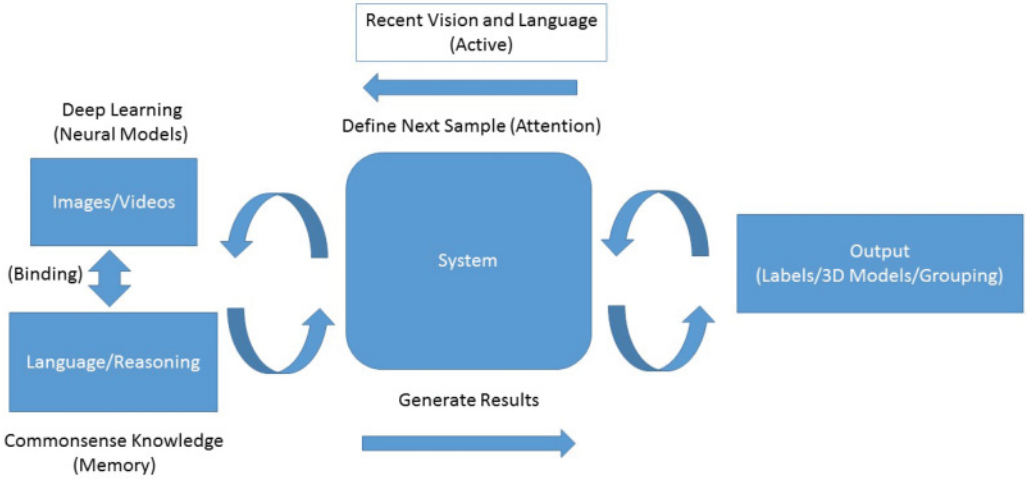 Recent Vision and Language
(Active)
Define Next Sample (Attention)
Deep Learning
(Neural Models)
Images/Videos
(Binding)
Language/Reasoning
Commonsense Knowledge
(Memory)
System
Generate Results
Output
(Labels/3D Models/Grouping)